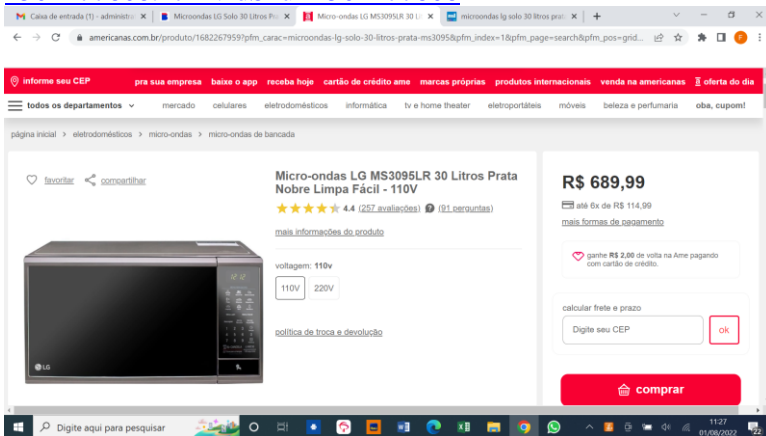 Caixa de entrada (1) - administra
Microondas LG Solo 30 Litros Pr
Micro-ondas LG MS3095LR 30 Li
microondas lg solo 30 litros prat
americanas.com.br/produto/1682267959?pfm_carac=microondas-lg-solo-30-litros-prata-ms3095&pfm_index=1&pfm_page=search&pfm_pos=grid...
informe seu CEP pra sua empresa baixe o app receba hoje cartão de crédito ame marcas próprias produtos internacionais venda na americanas oferta do dia
todos os departamentos mercado celulares eletrodomésticos informática tv e home theater eletroportáteis móveis beleza e perfumaria oba, cupom!
página inicial > eletrodomésticos > micro-ondas > micro-ondas de bancada
favoritar compartilhar
Micro-ondas LG MS3095LR 30 Litros Prata
Nobre Limpa Fácil - 110V
4.4 (257 avaliações) (91 perguntas)
mais informações do produto
voltagem: 110v
110V 220V
política de troca e devolução
LG
R$ 689,99
até 6x de R$ 114,99
mais formas de pagamento
ganhe R$ 2,00 de volta na Ame pagando
com cartão de crédito.
calcular frete e prazo
Digite seu CEP ok
comprar
Digite aqui para pesquisar
11:27
01/08/2022
22